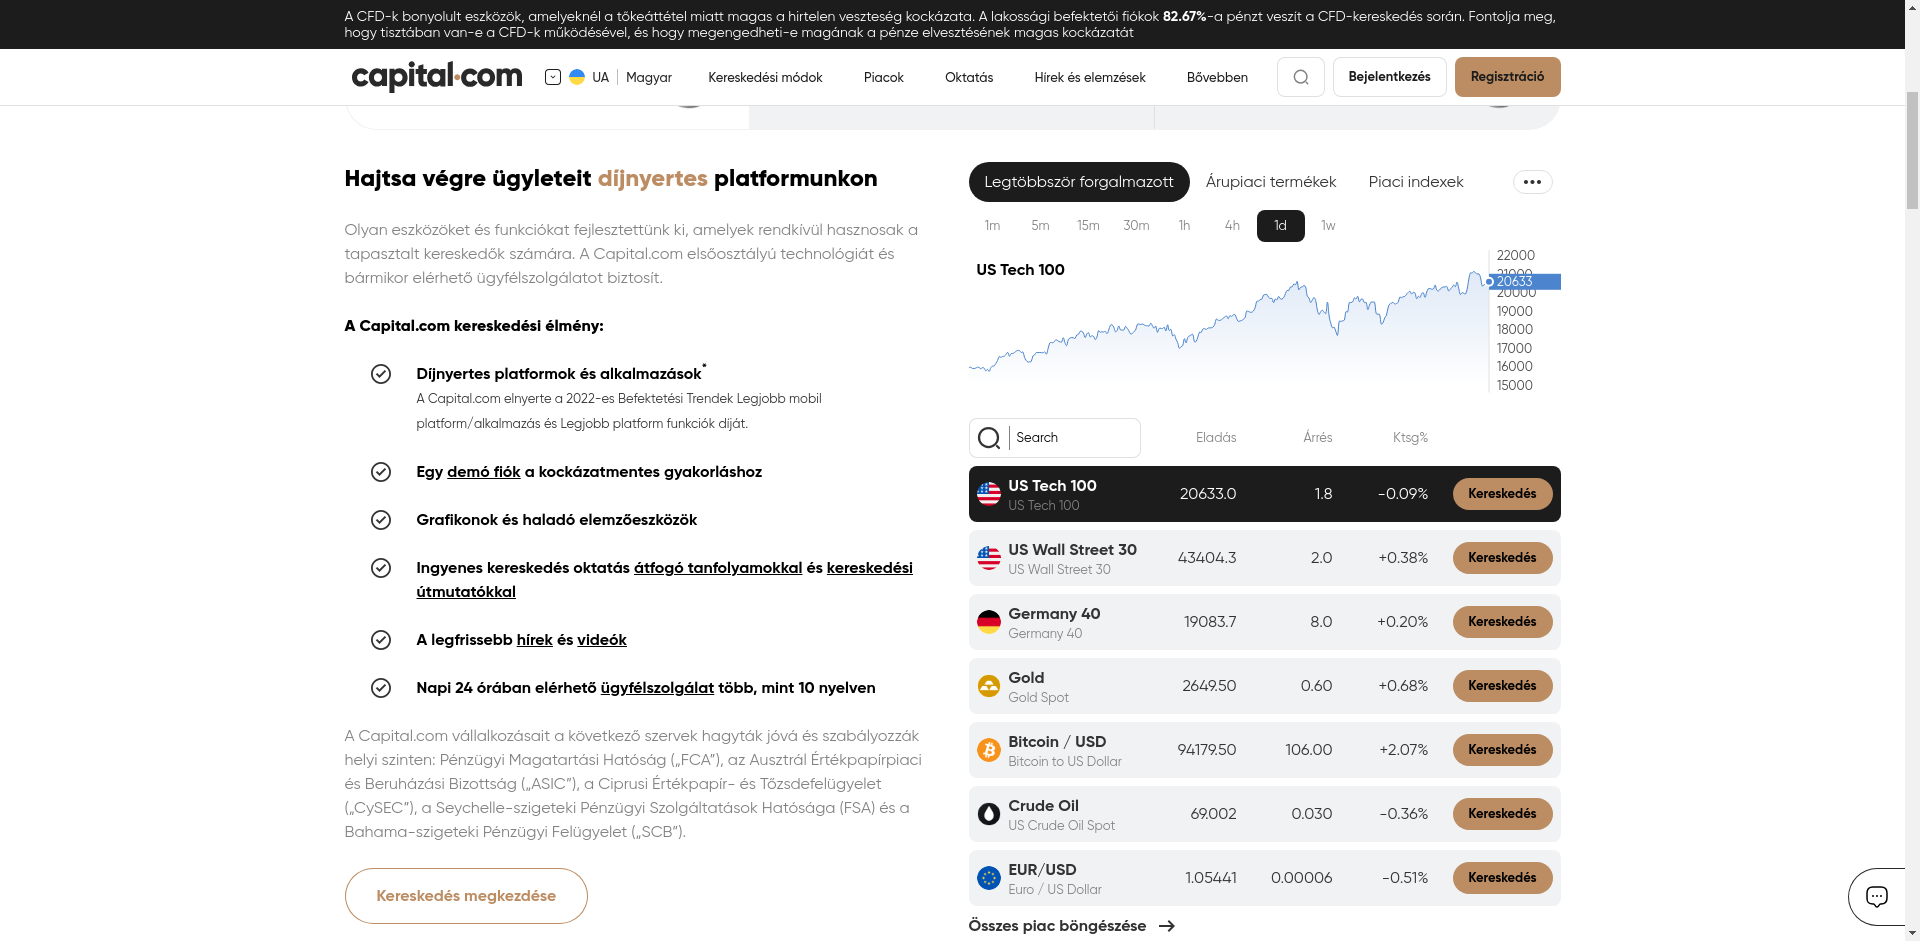 A CFD-k bonyolult eszközök, amelyeknél a tőkeáttétel miatt magas a hirtelen veszteség kockázata. A lakossági befektetői fiókok 82.67%-a pénzt veszít a CFD-kereskedés során. Fontolja meg,
hogy tisztában van-e a CFD-k működésével, és hogy megengedheti-e magának a pénze elvesztésének magas kockázatát
capital.com
UA
Magyar
Kereskedési módok
Piacok
Oktatás
Hírek és elemzések
Bővebben
Bejelentkezés
Regisztráció
Hajtsa végre ügyleteit díjnyertes platformunkon
Olyan eszközöket és funkciókat fejlesztettünk ki, amelyek rendkívül hasznosak a
tapasztalt kereskedők számára. A Capital.com elsőosztályú technológiát és
bármikor elérhető ügyfélszolgálatot biztosít.
A Capital.com kereskedési élmény:
Díjnyertes platformok és alkalmazások*
A Capital.com elnyerte a 2022-es Befektetési Trendek Legjobb mobil
platform/alkalmazás és Legjobb platform funkciók díját.
Egy demó fiók a kockázatmentes gyakorláshoz
Grafikonok és haladó elemzőeszközök
Ingyenes kereskedés oktatás átfogó tanfolyamokkal és kereskedési
útmutatókkal
A legfrissebb hírek és videók
Napi 24 órában elérhető ügyfélszolgálat több, mint 10 nyelven
A Capital.com vállalkozásait a következő szervek hagyták jóvá és szabályozzák
helyi szinten: Pénzügyi Magatartási Hatóság („FCA”), az Ausztrál Értékpapírpiaci
és Beruházási Bizottság („ASIC”), a Ciprusi Értékpapír- és Tőzsdefelügyelet
(„CySEC”), a Seychelle-szigeteki Pénzügyi Szolgáltatások Hatósága (FSA) és a
Bahama-szigeteki Pénzügyi Felügyelet („SCB”).
Kereskedés megkezdése
Legtöbbször forgalmazott
Árupiaci termékek
Piaci indexek
1m 5m 15m 30m 1h 4h 1d 1w
US Tech 100
22000
21000
20633
20000
19000
18000
17000
16000
15000
Search
Eladás Árrés Ktsg%
US Tech 100 20633.0 1.8 -0.09% Kereskedés
US Tech 100
US Wall Street 30 43404.3 2.0 +0.38% Kereskedés
US Wall Street 30
Germany 40 19083.7 8.0 +0.20% Kereskedés
Germany 40
Gold 2649.50 0.60 +0.68% Kereskedés
Gold Spot
Bitcoin / USD 94179.50 106.00 +2.07% Kereskedés
Bitcoin to US Dollar
Crude Oil 69.002 0.030 -0.36% Kereskedés
US Crude Oil Spot
EUR/USD 1.05441 0.00006 -0.51% Kereskedés
Euro / US Dollar
Összes piac böngészése